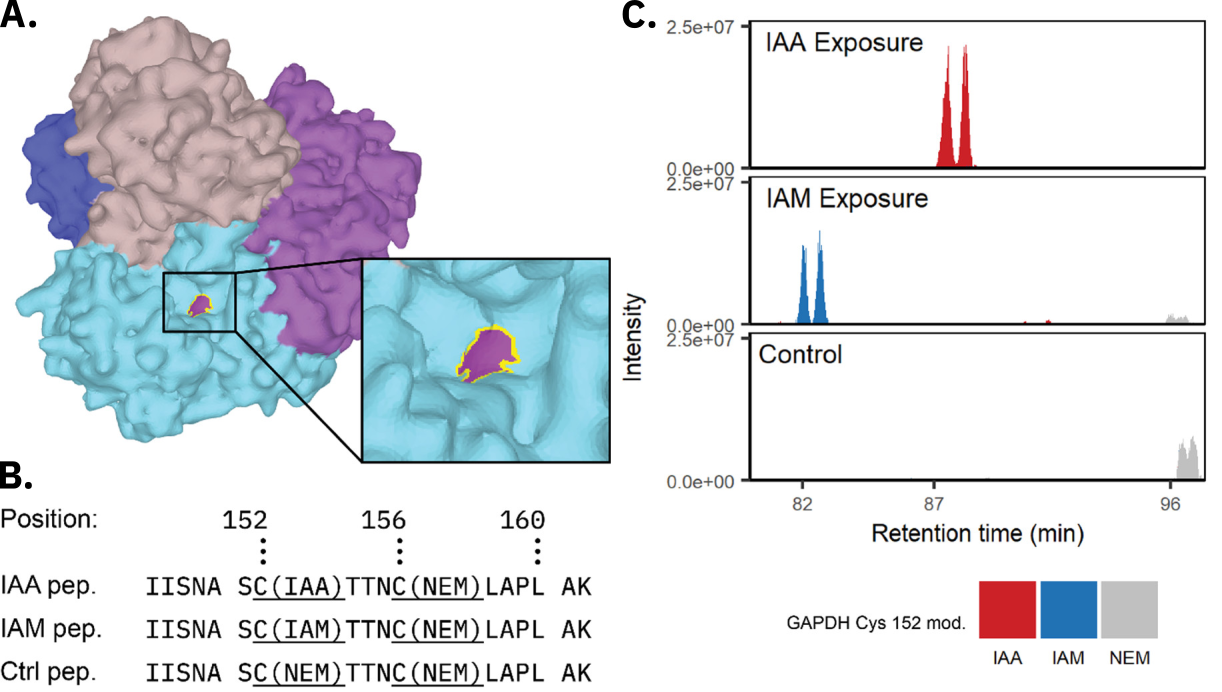 A.
B.
Position: 152 156 160
IAA pep. IISNA SC(IAA)TTNC(NEM)LAPL AK
IAM pep. IISNA SC(IAM)TTNC(NEM)LAPL AK
Ctrl pep. IISNA SC(NEM)TTNC(NEM)LAPL AK
C.
2.5e+07
IAA Exposure
0.0e+00
2.5e+07
IAM Exposure
0.0e+00
2.5e+07
Control
0.0e+00
Intensity
82 87 96
Retention time (min)
GAPDH Cys 152 mod.
IAA IAM NEM